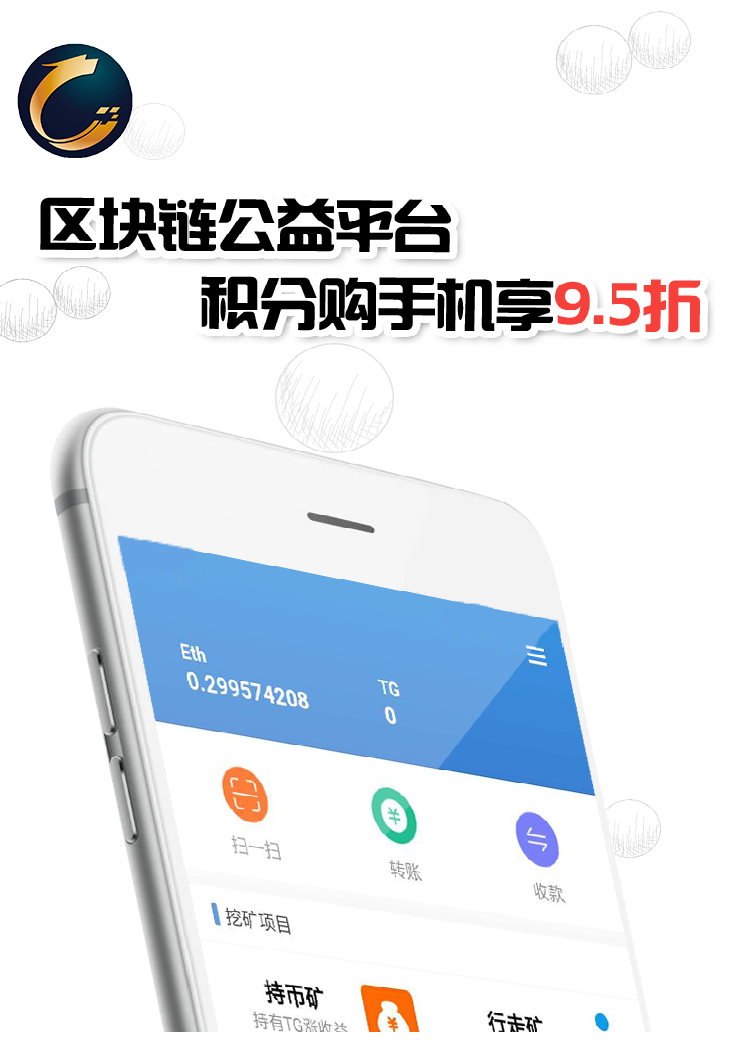 区块链公益平台
积分购手机享9.5折
Eth
0.299574208
TG
0
扫一扫
转账
收款
挖矿项目
持币矿
持有TG涨收益
行走矿